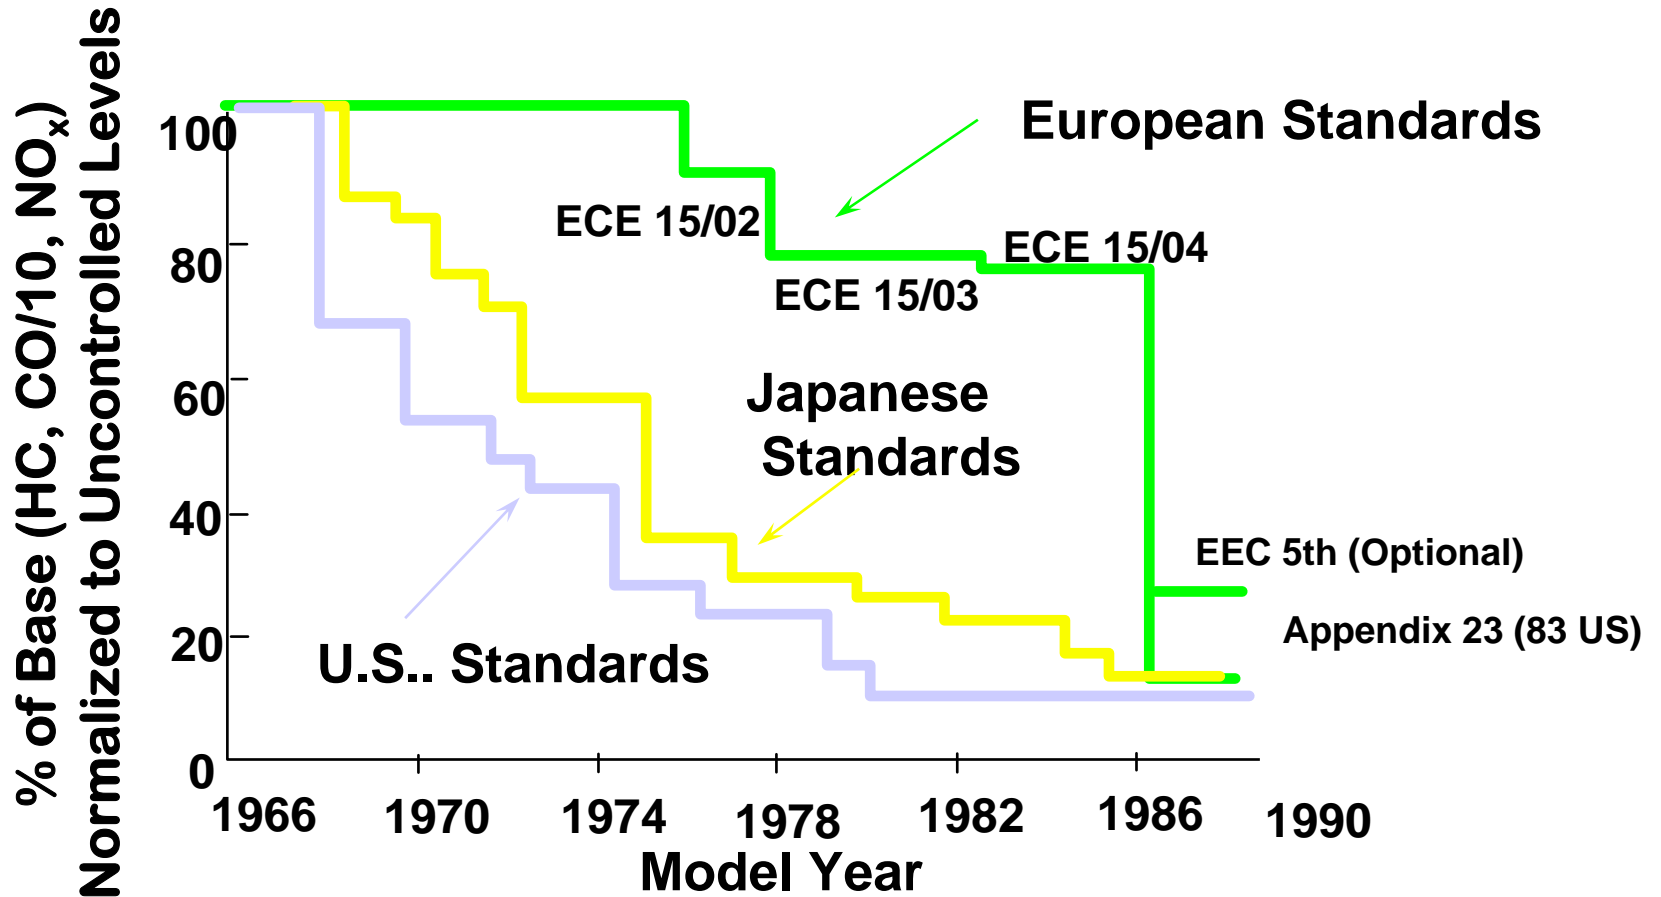 % of Base (HC, CO/10, NOx)
Normalized to Uncontrolled Levels
100
80
60
40
20
0
European Standards
ECE 15/02
ECE 15/04
ECE 15/03
Japanese
Standards
EEC 5th (Optional)
Appendix 23 (83 US)
U.S.. Standards
1966 1970 1974 1978 1982 1986 1990
Model Year